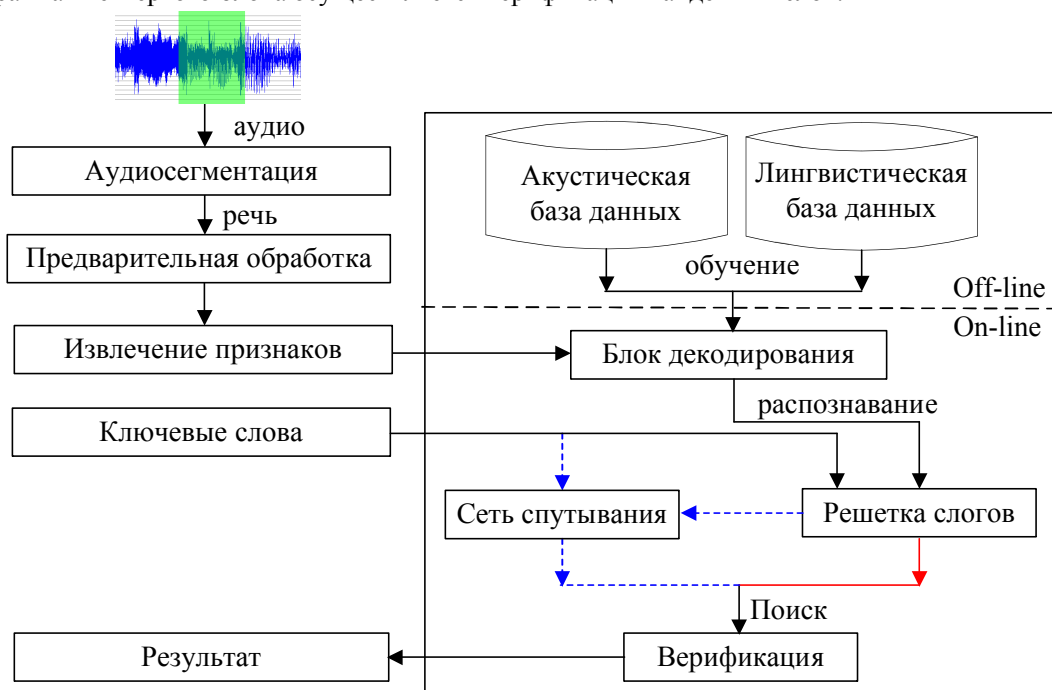 аудио
Аудиосегментация
речь
Предварительная обработка
Извлечение признаков
Ключевые слова
Результат
Акустическая
база данных
Лингвистическая
база данных
обучение
Off-line
On-line
Блок декодирования
распознавание
Сеть спутывания
Решетка слогов
Поиск
Верификация